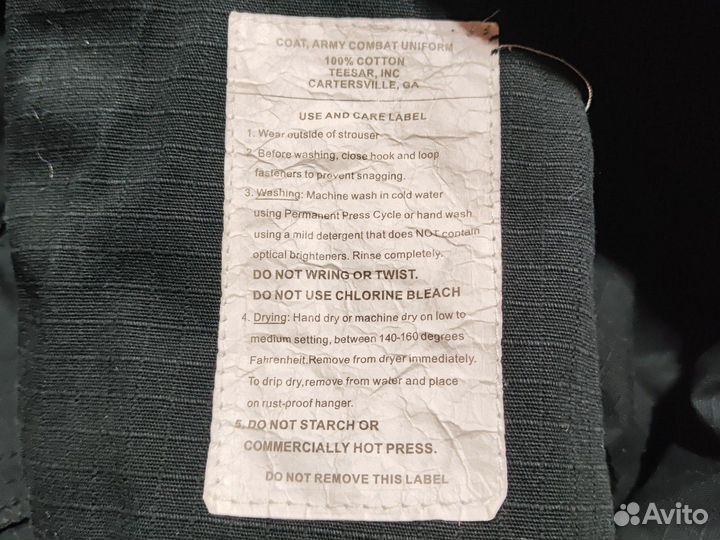 COAT, ARMY COMBAT UNIFORM
100% COTTON
TEESAR, INC
CARTERSVILLE, GA
USE AND CARE LABEL
1. Wear outside of strouser
2. Before washing, close hook and loop
fasteners to prevent snagging.
3. Washing: Machine wash in cold water
using Permanent Press Cycle or hand wash
using a mild detergent that does NOT contain
optical brighteners. Rinse completely.
DO NOT WRING OR TWIST.
DO NOT USE CHLORINE BLEACH
4. Drying: Hand dry or machine dry on low to
medium setting, between 140-160 degrees
Fahrenheit.Remove from dryer immediately.
To drip dry,remove from water and place
on rust-proof hanger.
5. DO NOT STARCH OR
COMMERCIALLY HOT PRESS.
DO NOT REMOVE THIS LABEL
Avito